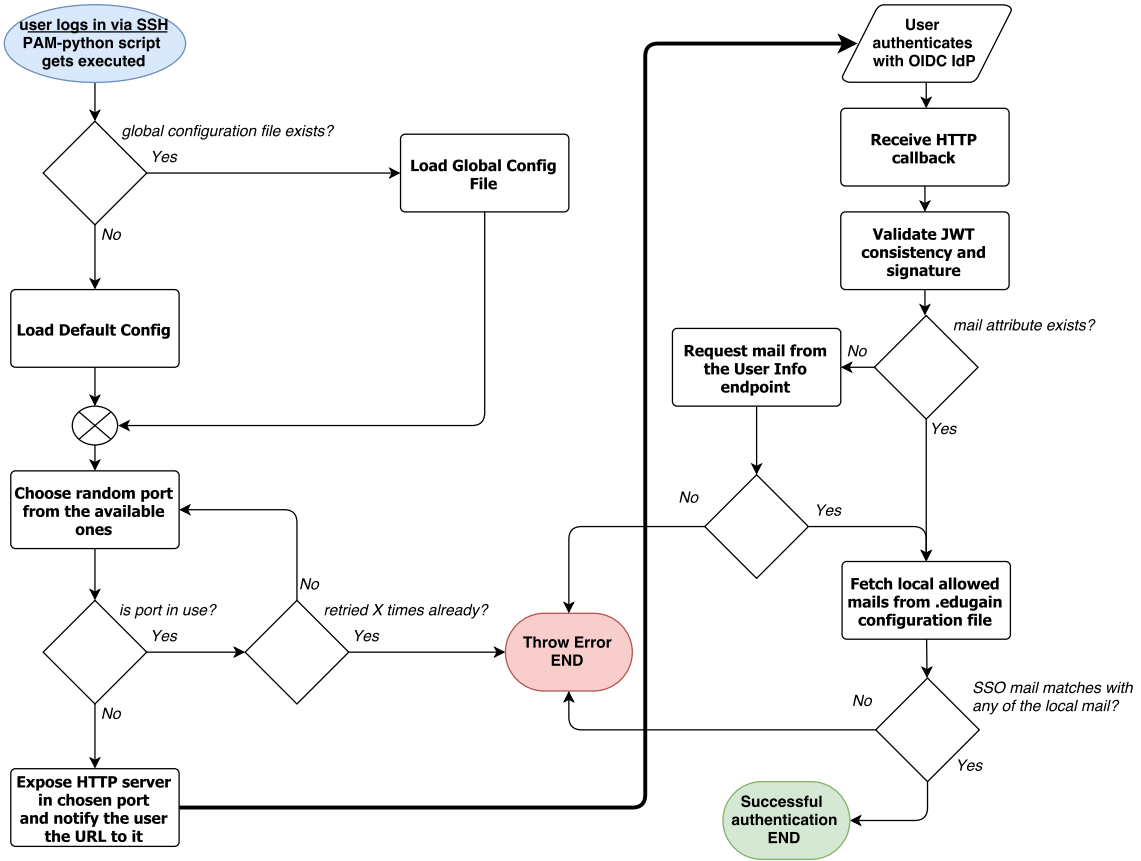 user logs in via SSH
PAM-python script
gets executed
global configuration file exists?
Yes
No
Load Global Config
File
Load Default Config
Choose random port
from the available
ones
is port in use?
Yes
No
retried X times already?
No
Yes
Expose HTTP server
in chosen port
and notify the user
the URL to it
Throw Error
END
User
authenticates
with OIDC IdP
Receive HTTP
callback
Validate JWT
consistency and
signature
mail attribute exists?
No
Yes
Request mail from
the User Info
endpoint
No
Yes
Fetch local allowed
mails from .edugain
configuration file
SSO mail matches with
any of the local mail?
No
Yes
Successful
authentication
END